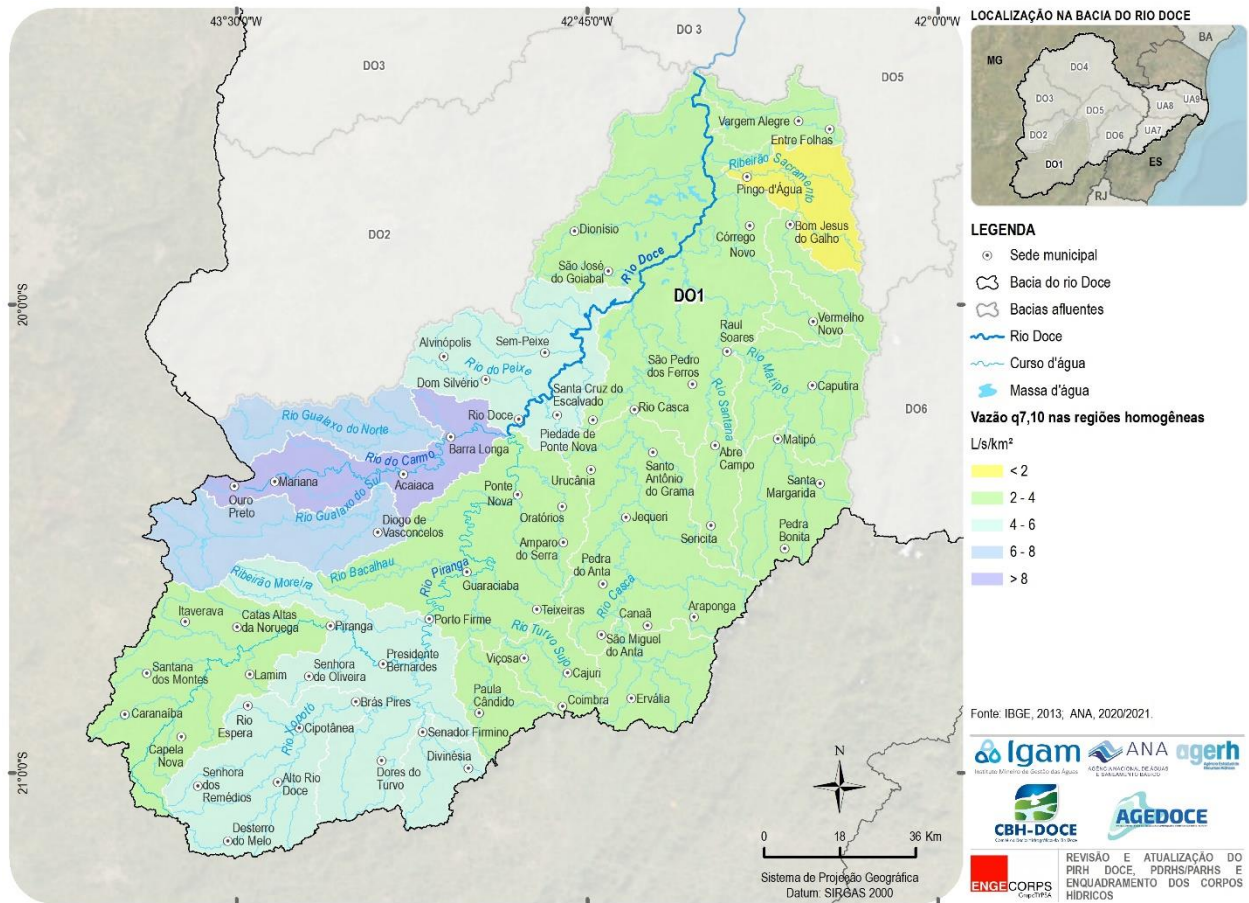 43°30'0"W
42°45'0"W
42°0'0"W
20°0'0"S
21°0'0"S
DO 3
DO3
DO5
DO2
DO6
DO1
Vargem Alegre
Entre Folhas
Ribeirão Sacramento
Pingo-d'Água
Dionísio
Córrego
Novo
Bom Jesus
do Galho
São José
do Goiabal
Rio Doce
Vermelho
Novo
Alvinópolis
Sem-Peixe
Raul
Soares
Rio do Peixe
São Pedro
dos Ferros
Rio Matipó
Dom Silvério
Santa Cruz do
Escalvado
Caputira
Rio Santana
Rio Gualaxo do Norte
Rio Doce
Rio Casca
Piedade de
Ponte Nova
Barra Longa
Matipó
Rio do Carmo
Abre
Campo
Mariana
Acaiaca
Urucânia
Santo
Antônio
do Grama
Ouro
Preto
Rio Gualaxo do Sul
Ponte
Nova
Santa
Margarida
Diogo de
Vasconcelos
Oratórios
Jequeri
Sericita
Pedra
Bonita
Amparo
do Serra
Rio Bacalhau
Rio Piranga
Pedra
do Anta
Ribeirão Moreira
Guaraciaba
Rio Casca
Itaverava
Catas Altas
da Noruega
Piranga
Porto Firme
Teixeiras
Canaã
Araponga
Rio Turvo Sujo
São Miguel
do Anta
Santana
dos Montes
Lamim
Senhora
de Oliveira
Presidente
Bernardes
Viçosa
Cajuri
Caranaíba
Rio
Espera
Brás Pires
Paula
Cândido
Coimbra
Ervália
Rio Xopotó
Cipotânea
Senador Firmino
Capela
Nova
Divinésia
Senhora
dos
Remédios
Alto Rio
Doce
Dores do
Turvo
Desterro
do Melo
N
0 18 36 Km
Sistema de Projeção Geográfica
Datum: SIRGAS 2000
LOCALIZAÇÃO NA BACIA DO RIO DOCE
MG
BA
DO4
DO3
DO5
UA8
UA9
DO2
DO6
UA7
DO1
ES
RJ
LEGENDA
Sede municipal
Bacia do rio Doce
Bacias afluentes
Rio Doce
Curso d'água
Massa d'água
Vazão q7,10 nas regiões homogêneas
L/s/km²
< 2
2 - 4
4 - 6
6 - 8
> 8
Fonte: IBGE, 2013; ANA, 2020/2021.
Igam
Instituto Mineiro de Gestão das Águas
ANA
AGÊNCIA NACIONAL DE ÁGUAS
E SANEAMENTO BÁSICO
agerh
CBH-DOCE
AGEDOCE
ENGECORPS
GrupoTYPSA
REVISÃO E ATUALIZAÇÃO DO
PIRH DOCE, PDRHS/PARHS E
ENQUADRAMENTO DOS CORPOS
HÍDRICOS